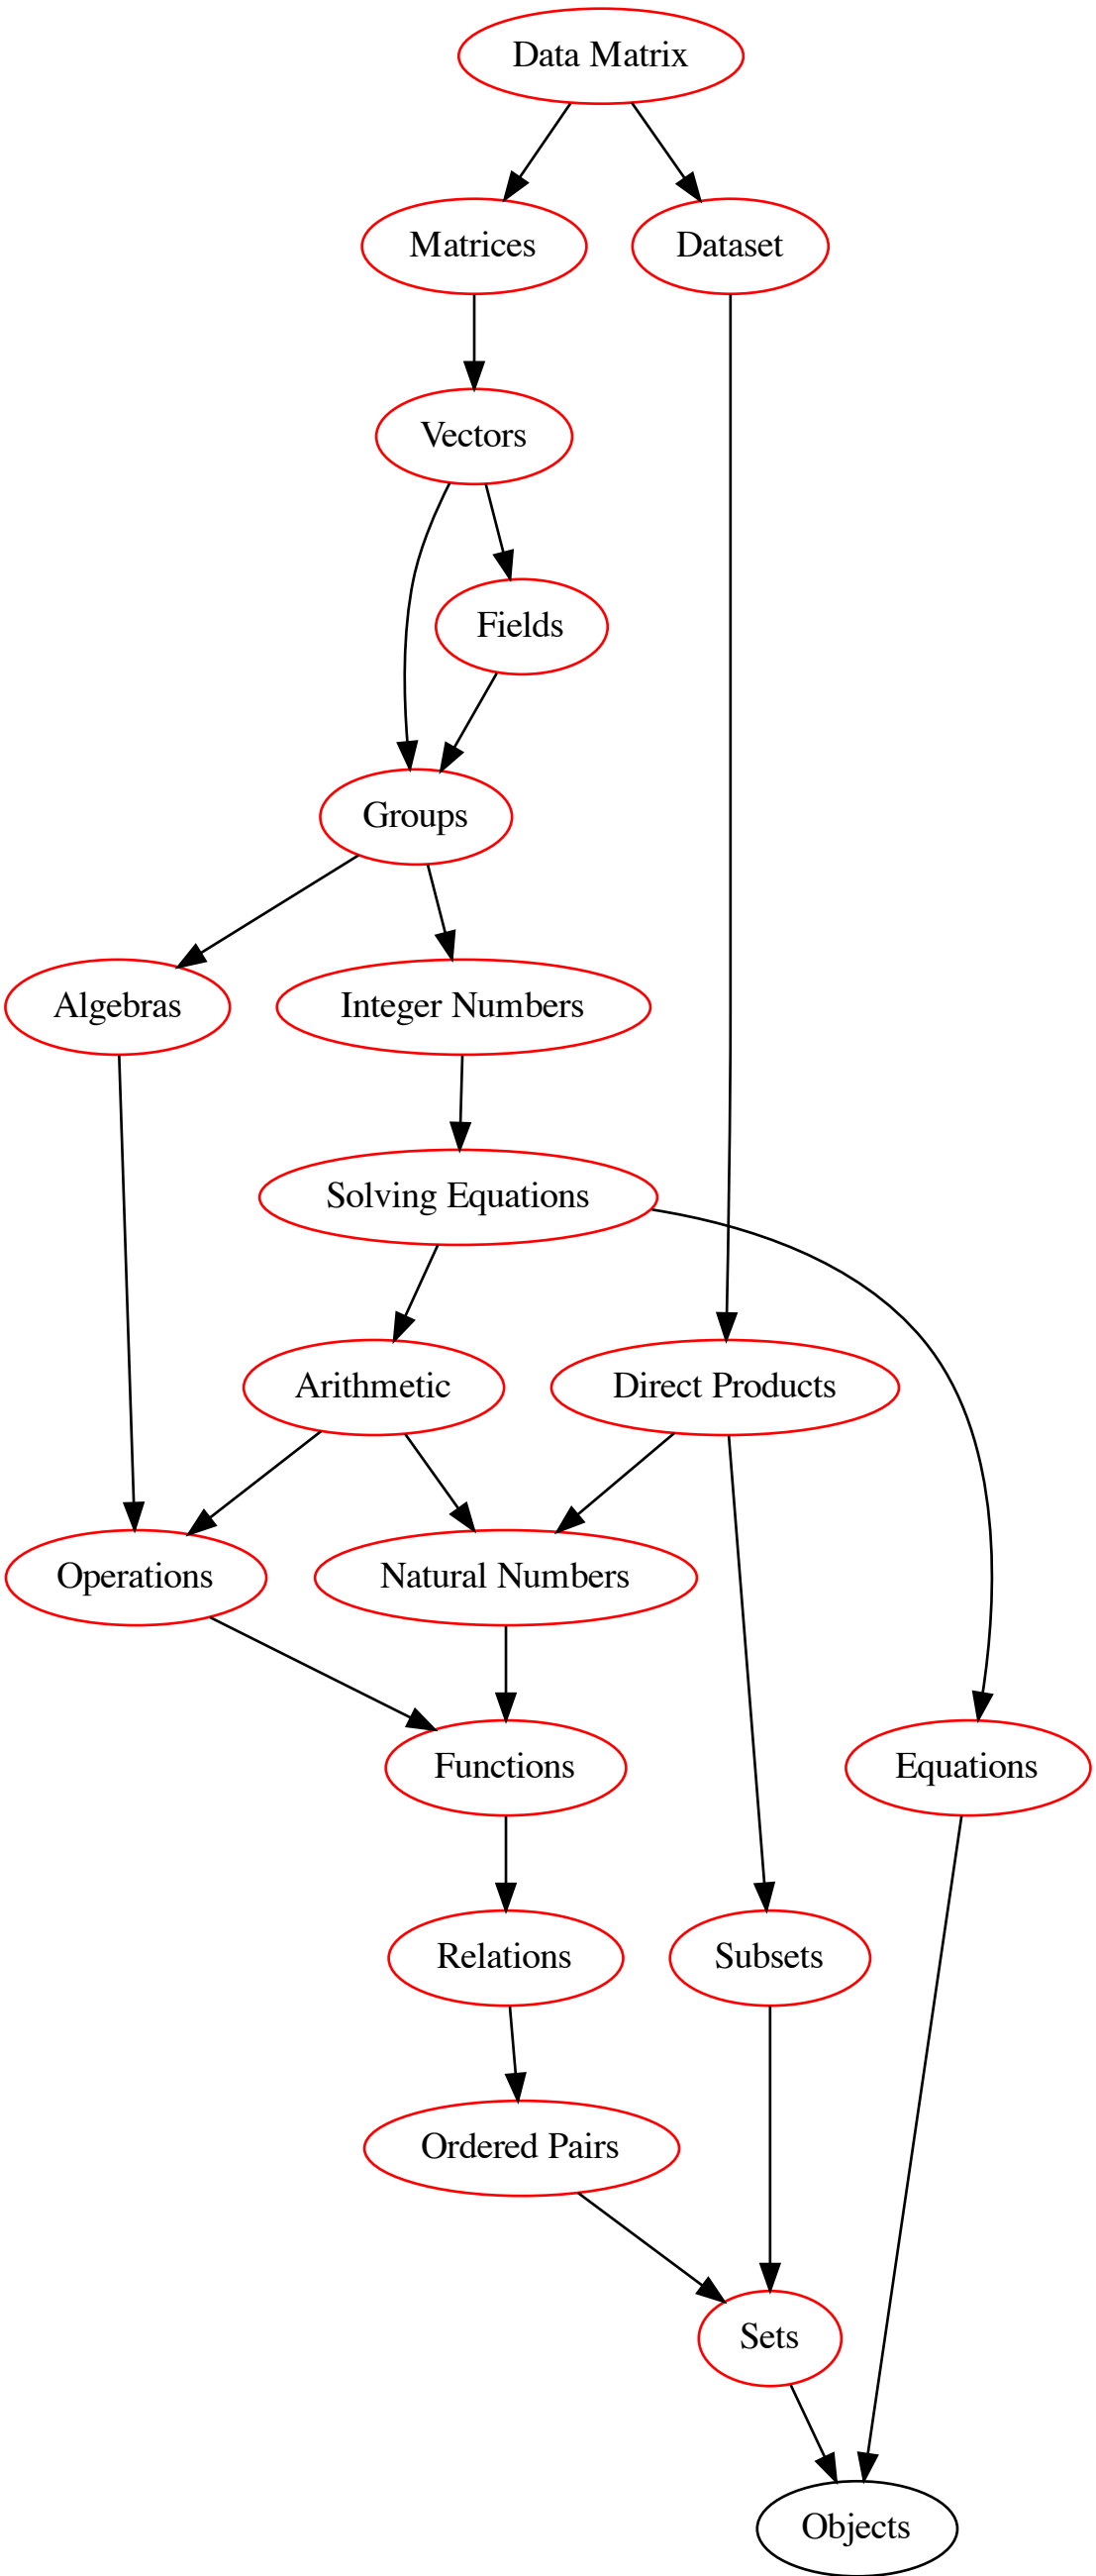 Data Matrix
Matrices
Dataset
Vectors
Fields
Groups
Algebras
Integer Numbers
Solving Equations
Arithmetic
Direct Products
Operations
Natural Numbers
Functions
Equations
Relations
Subsets
Ordered Pairs
Sets
Objects